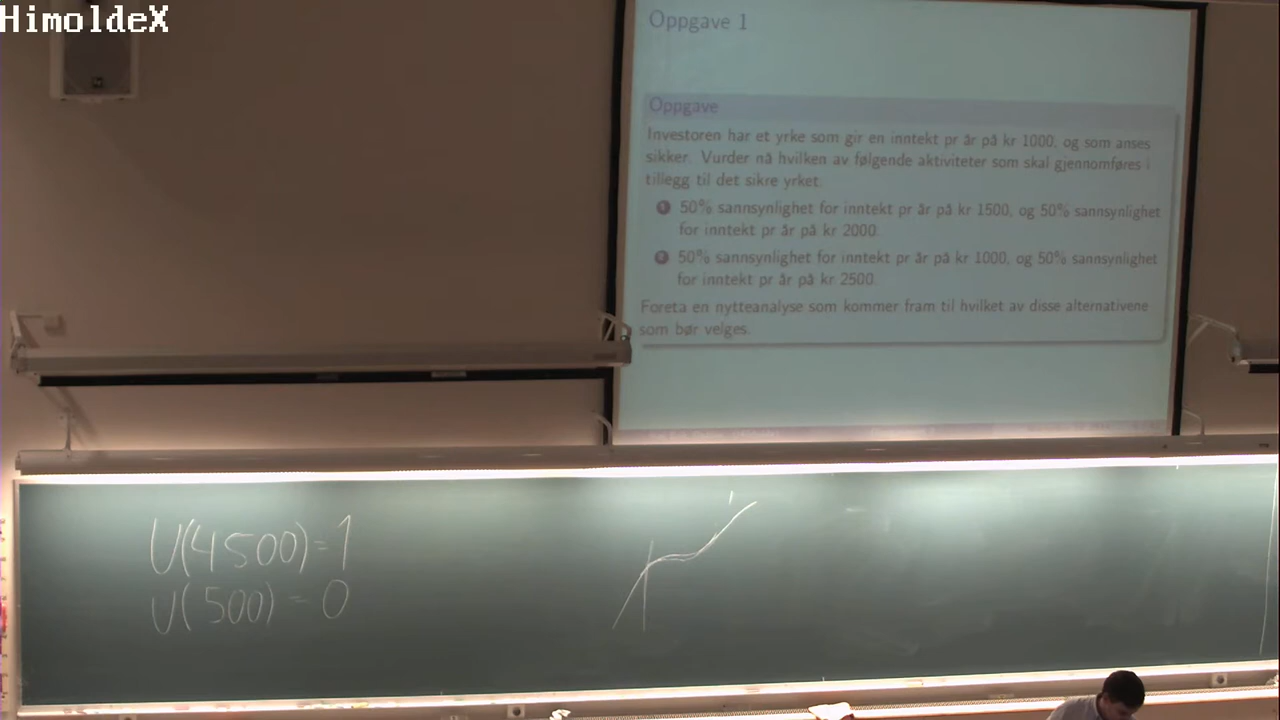 HimoldeX
Oppgave 1
Oppgave
Investoren har et yrke som gir en inntekt pr år på kr 1000, og som anses
sikker. Vurder nå hvilken av følgende aktiviteter som skal gjennomføres i
tillegg til det sikre yrket.
1 50% sannsynlighet for inntekt pr år på kr 1500, og 50% sannsynlighet
for inntekt pr år på kr 2000.
2 50% sannsynlighet for inntekt pr år på kr 1000, og 50% sannsynlighet
for inntekt pr år på kr 2500.
Foreta en nytteanalyse som kommer fram til hvilket av disse alternativene
som bør velges.
U(4500) = 1
U(500) = 0